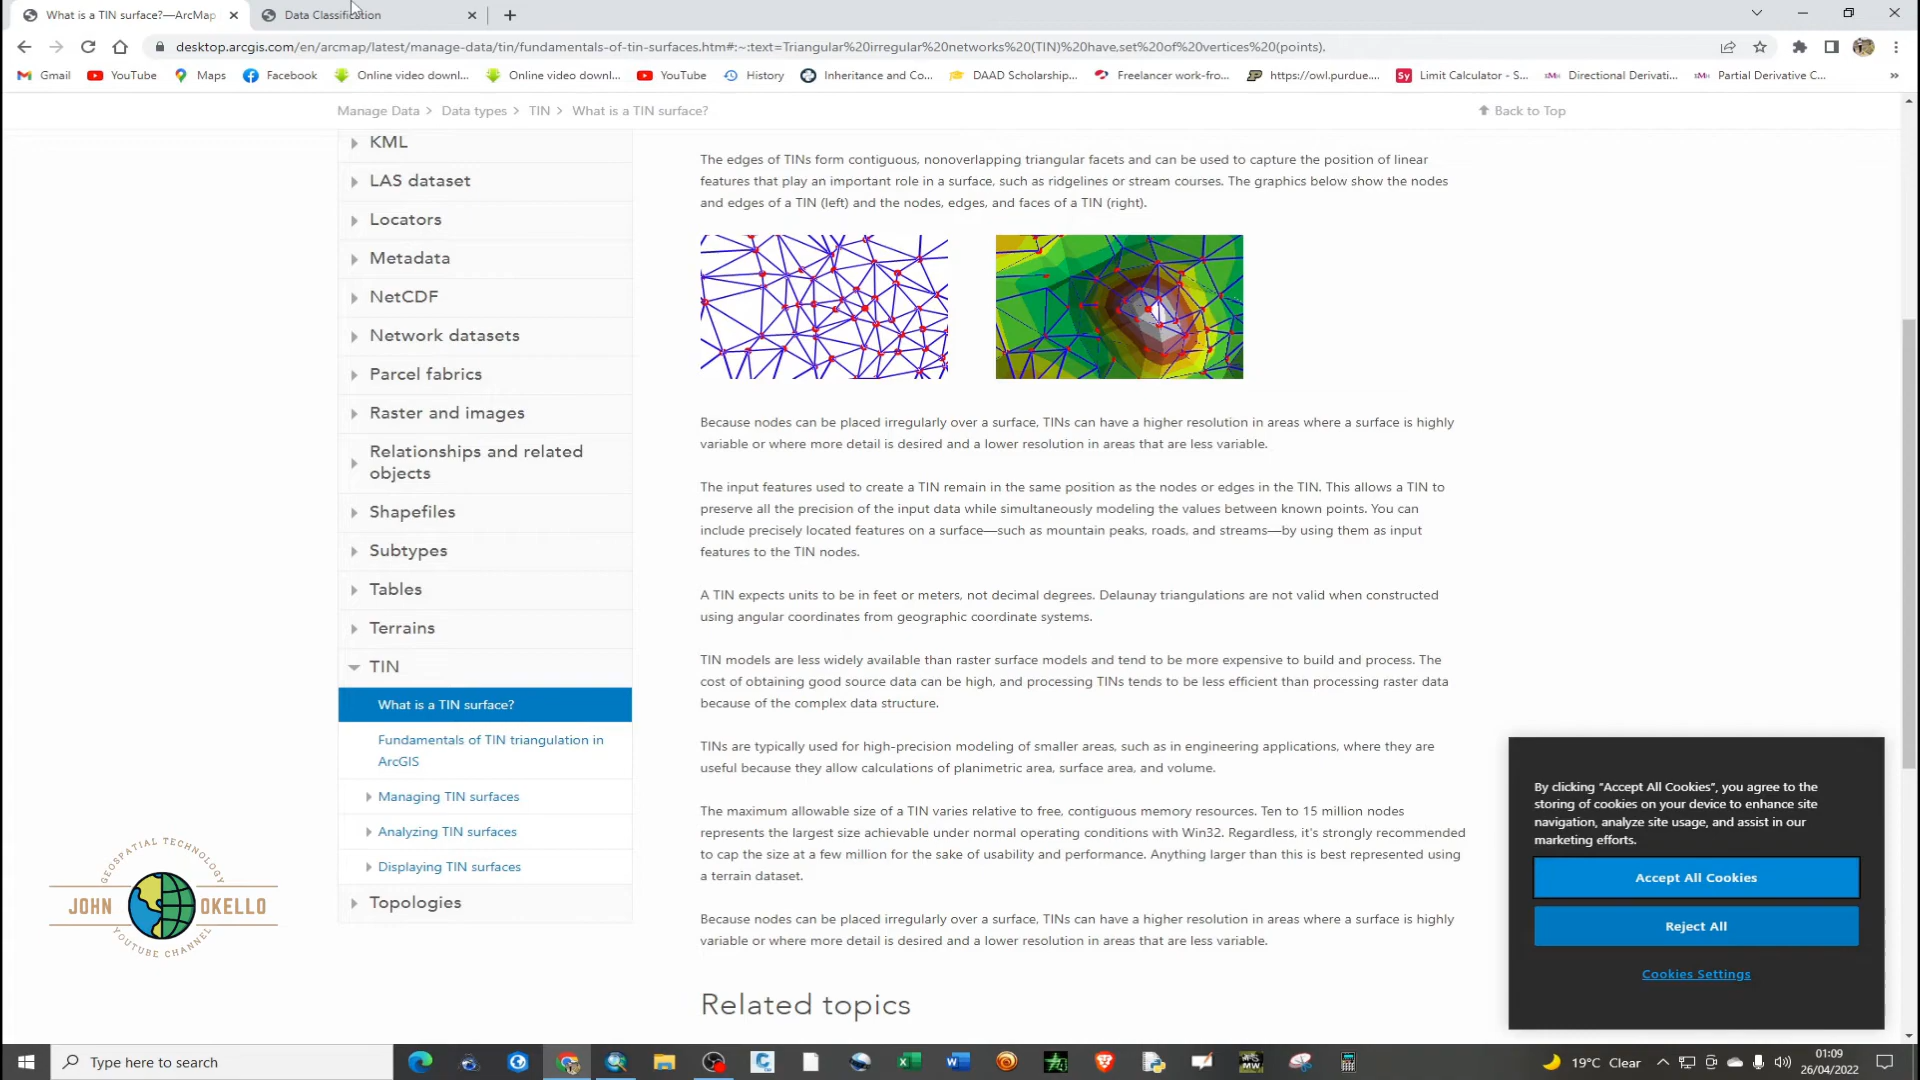 What is a TIN surface?—ArcMap
Data Classification
desktop.arcgis.com/en/arcmap/latest/manage-data/tin/fundamentals-of-tin-surfaces.htm#:~:text=Triangular%20irregular%20networks%20(TIN)%20have,set%20of%20vertices%20(points).
Gmail
YouTube
Maps
Facebook
Online video downl...
Online video downl...
YouTube
History
Inheritance and Co...
DAAD Scholarship...
Freelancer work-fro...
https://owl.purdue....
Limit Calculator - S...
Directional Derivati...
Partial Derivative C...
Manage Data > Data types > TIN > What is a TIN surface?
Back to Top
KML
LAS dataset
Locators
Metadata
NetCDF
Network datasets
Parcel fabrics
Raster and images
Relationships and related
objects
Shapefiles
Subtypes
Tables
Terrains
TIN
What is a TIN surface?
Fundamentals of TIN triangulation in
ArcGIS
Managing TIN surfaces
Analyzing TIN surfaces
Displaying TIN surfaces
Topologies
The edges of TINs form contiguous, nonoverlapping triangular facets and can be used to capture the position of linear
features that play an important role in a surface, such as ridgelines or stream courses. The graphics below show the nodes
and edges of a TIN (left) and the nodes, edges, and faces of a TIN (right).
Because nodes can be placed irregularly over a surface, TINs can have a higher resolution in areas where a surface is highly
variable or where more detail is desired and a lower resolution in areas that are less variable.
The input features used to create a TIN remain in the same position as the nodes or edges in the TIN. This allows a TIN to
preserve all the precision of the input data while simultaneously modeling the values between known points. You can
include precisely located features on a surface—such as mountain peaks, roads, and streams—by using them as input
features to the TIN nodes.
A TIN expects units to be in feet or meters, not decimal degrees. Delaunay triangulations are not valid when constructed
using angular coordinates from geographic coordinate systems.
TIN models are less widely available than raster surface models and tend to be more expensive to build and process. The
cost of obtaining good source data can be high, and processing TINs tends to be less efficient than processing raster data
because of the complex data structure.
TINs are typically used for high-precision modeling of smaller areas, such as in engineering applications, where they are
useful because they allow calculations of planimetric area, surface area, and volume.
The maximum allowable size of a TIN varies relative to free, contiguous memory resources. Ten to 15 million nodes
represents the largest size achievable under normal operating conditions with Win32. Regardless, it's strongly recommended
to cap the size at a few million for the sake of usability and performance. Anything larger than this is best represented using
a terrain dataset.
Because nodes can be placed irregularly over a surface, TINs can have a higher resolution in areas where a surface is highly
variable or where more detail is desired and a lower resolution in areas that are less variable.
Related topics
By clicking “Accept All Cookies”, you agree to the
storing of cookies on your device to enhance site
navigation, analyze site usage, and assist in our
marketing efforts.
Accept All Cookies
Reject All
Cookies Settings
GEOSPATIAL TECHNOLOGY
JOHN OKELLO
YOUTUBE CHANNEL
Type here to search
19°C Clear
01:09
26/04/2022